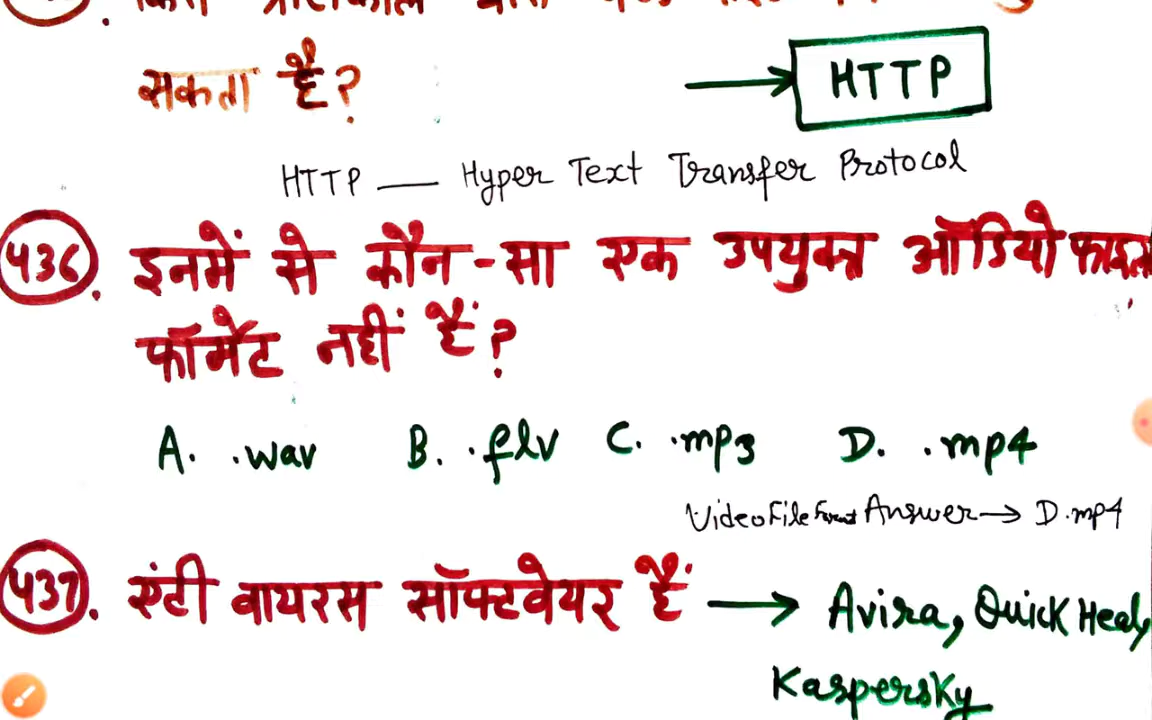 सकता है?
HTTP
HTTP — Hyper Text Transfer Protocol
436. इनमें से कौन-सा एक उपयुक्त ऑडियो फाइल
फॉर्मेट नहीं हैं?
A. .wav B. .flv C. .mp3 D. .mp4
Video File Format Answer → D .mp4
437. एंटी वायरस सॉफ्टवेयर हैं → Avira, Quick Heal,
Kaspersky